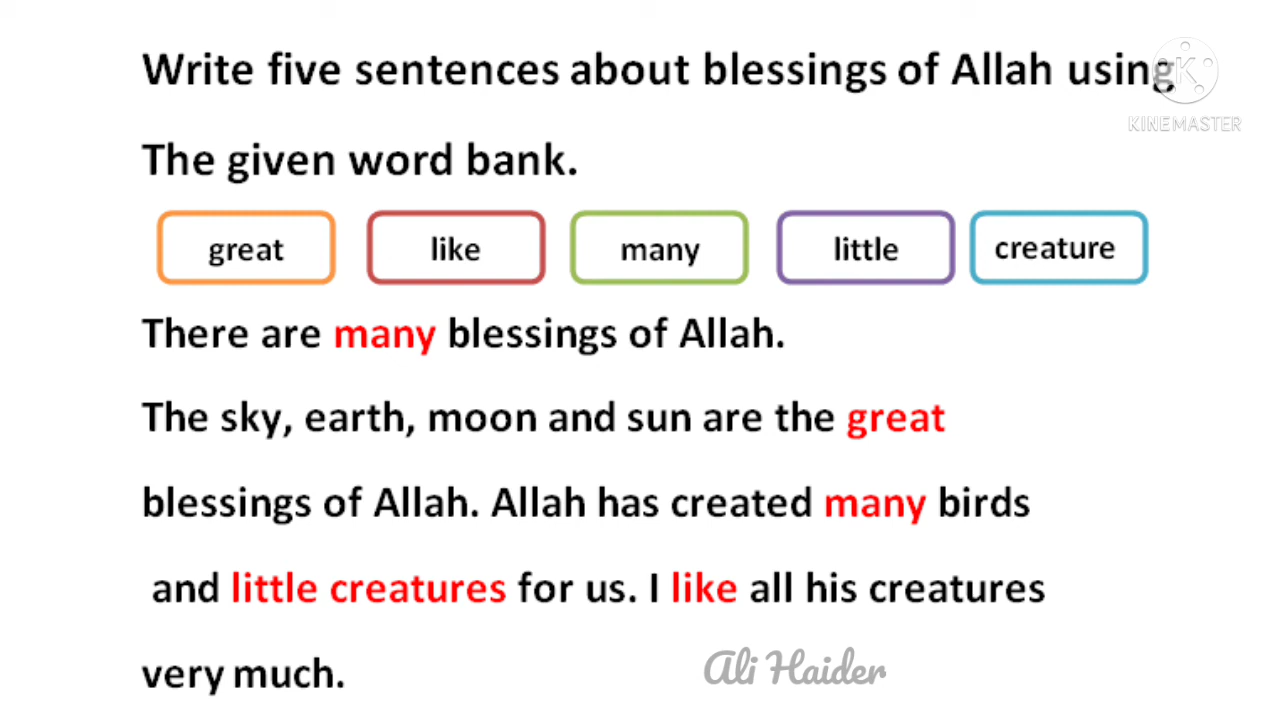 Write five sentences about blessings of Allah using
KINEMASTER
The given word bank.
great like many little creature
There are many blessings of Allah.
The sky, earth, moon and sun are the great
blessings of Allah. Allah has created many birds
and little creatures for us. I like all his creatures
very much.
Ali Haider